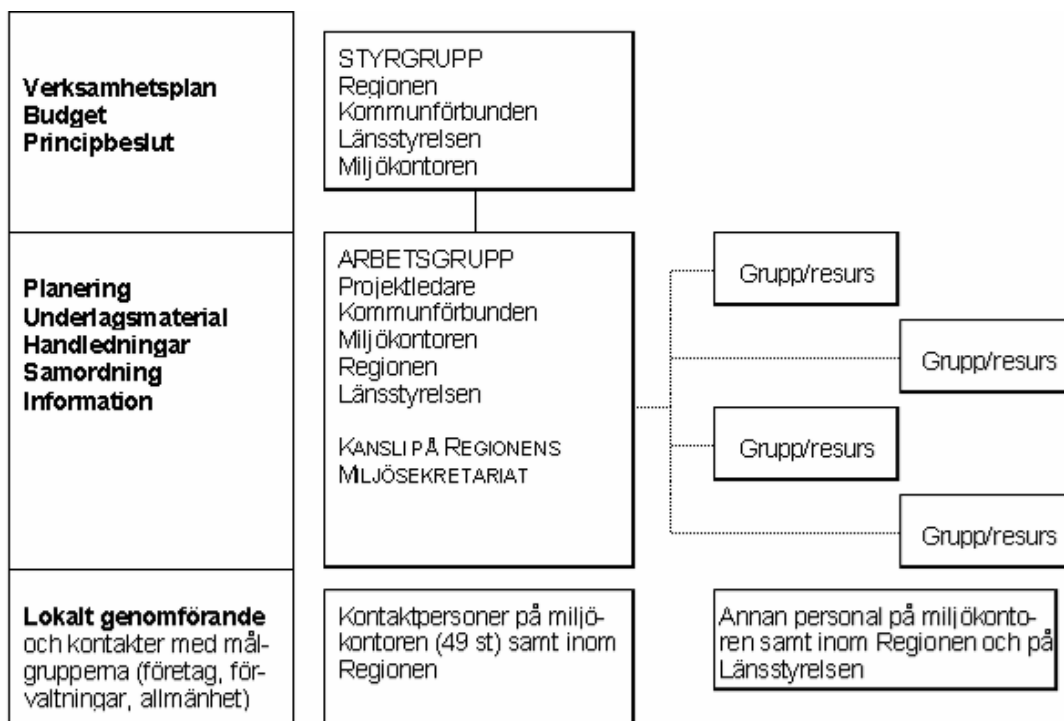 Verksamhetsplan
Budget
Principbeslut
STYRGRUPP
Regionen
Kommunförbunden
Länsstyrelsen
Miljökontoren
Planering
Underlagsmaterial
Handledningar
Samordning
Information
ARBETSGRUPP
Projektledare
Kommunförbunden
Miljökontoren
Regionen
Länsstyrelsen
KANSLI PÅ REGIONENS
MILJÖSEKRETARIAT
Grupp/resurs
Grupp/resurs
Grupp/resurs
Grupp/resurs
Lokalt genomförande
och kontakter med mål-
grupperna (företag, för-
valtningar, allmänhet)
Kontaktpersoner på miljö-
kontoren (49 st) samt inom
Regionen
Annan personal på miljökonto-
ren samt inom Regionen och på
Länsstyrelsen